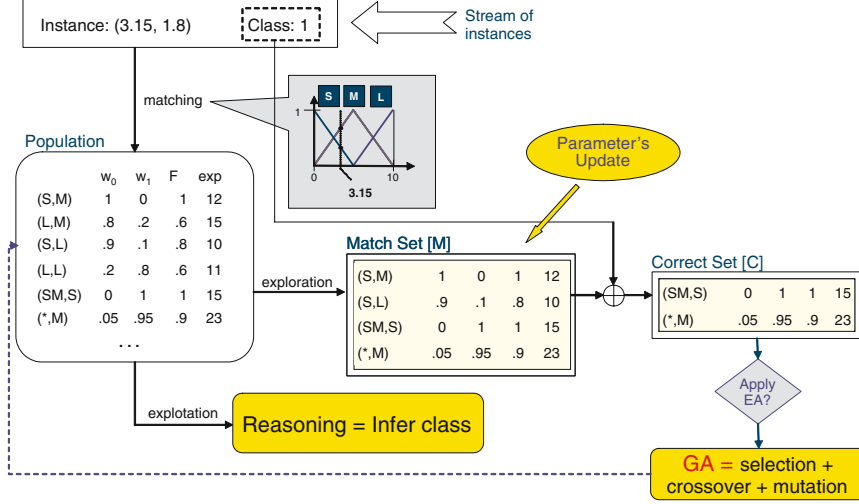 Instance: (3.15, 1.8) Class: 1
Stream of
instances
matching
S M L
1
0 10
3.15
Population
w0 w1 F exp
(S,M) 1 0 1 12
(L,M) .8 .2 .6 15
(S,L) .9 .1 .8 10
(L,L) .2 .8 .6 11
(SM,S) 0 1 1 15
(*,M) .05 .95 .9 23
...
exploration
explotation
Reasoning = Infer class
Parameter's
Update
Match Set [M]
(S,M) 1 0 1 12
(S,L) .9 .1 .8 10
(SM,S) 0 1 1 15
(*,M) .05 .95 .9 23
Correct Set [C]
(SM,S) 0 1 1 15
(*,M) .05 .95 .9 23
Apply
EA?
GA = selection +
crossover + mutation